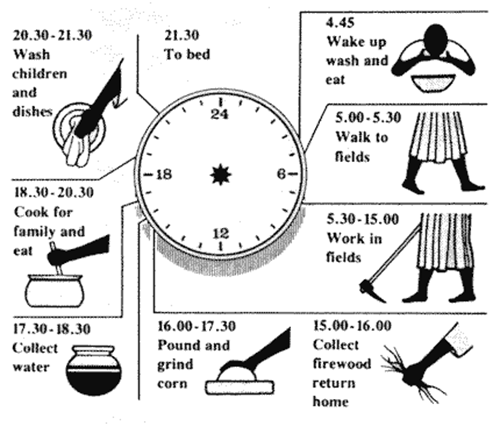 4.45
Wake up
wash and
eat
5.00-5.30
Walk to
fields
5.30-15.00
Work in
fields
15.00-16.00
Collect
firewood
return
home
16.00-17.30
Pound and
grind
corn
17.30-18.30
Collect
water
18.30-20.30
Cook for
family and
eat
20.30-21.30
Wash
children
and
dishes
21.30
To bed
24
18
6
12